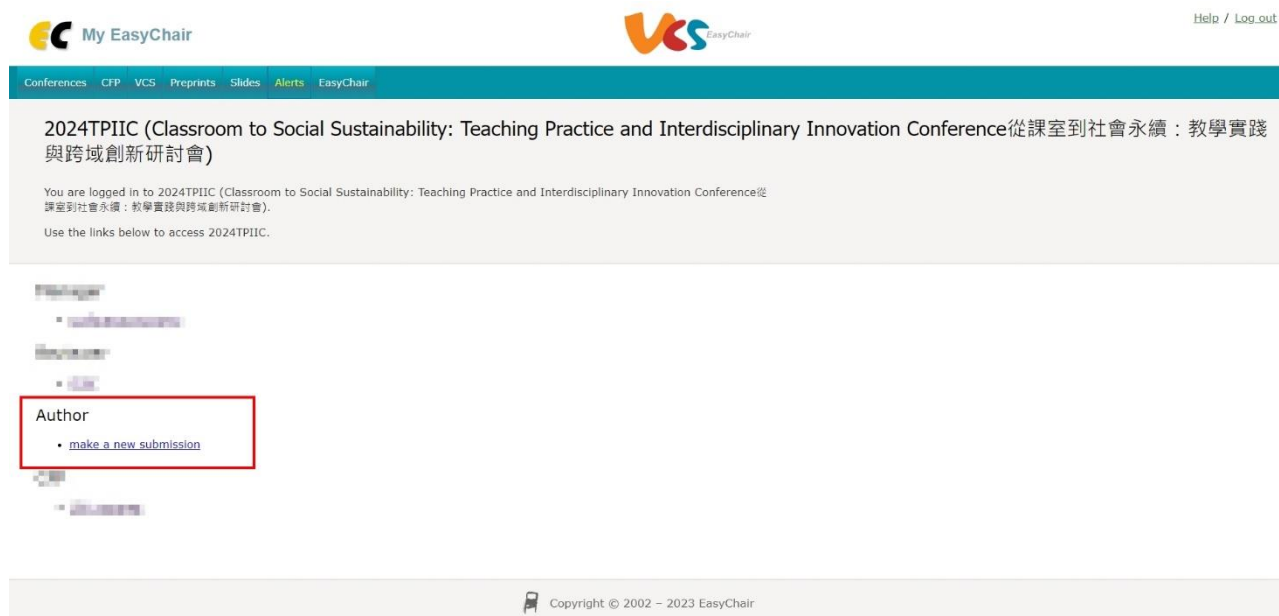 My EasyChair
VCS EasyChair
Help / Log out
Conferences CFP VCS Preprints Slides Alerts EasyChair
2024TPIIC (Classroom to Social Sustainability: Teaching Practice and Interdisciplinary Innovation Conference從課室到社會永續：教學實踐
與跨域創新研討會)
You are logged in to 2024TPIIC (Classroom to Social Sustainability: Teaching Practice and Interdisciplinary Innovation Conference從
課室到社會永續：教學實踐與跨域創新研討會).
Use the links below to access 2024TPIIC.
Author
• make a new submission
Copyright © 2002 – 2023 EasyChair